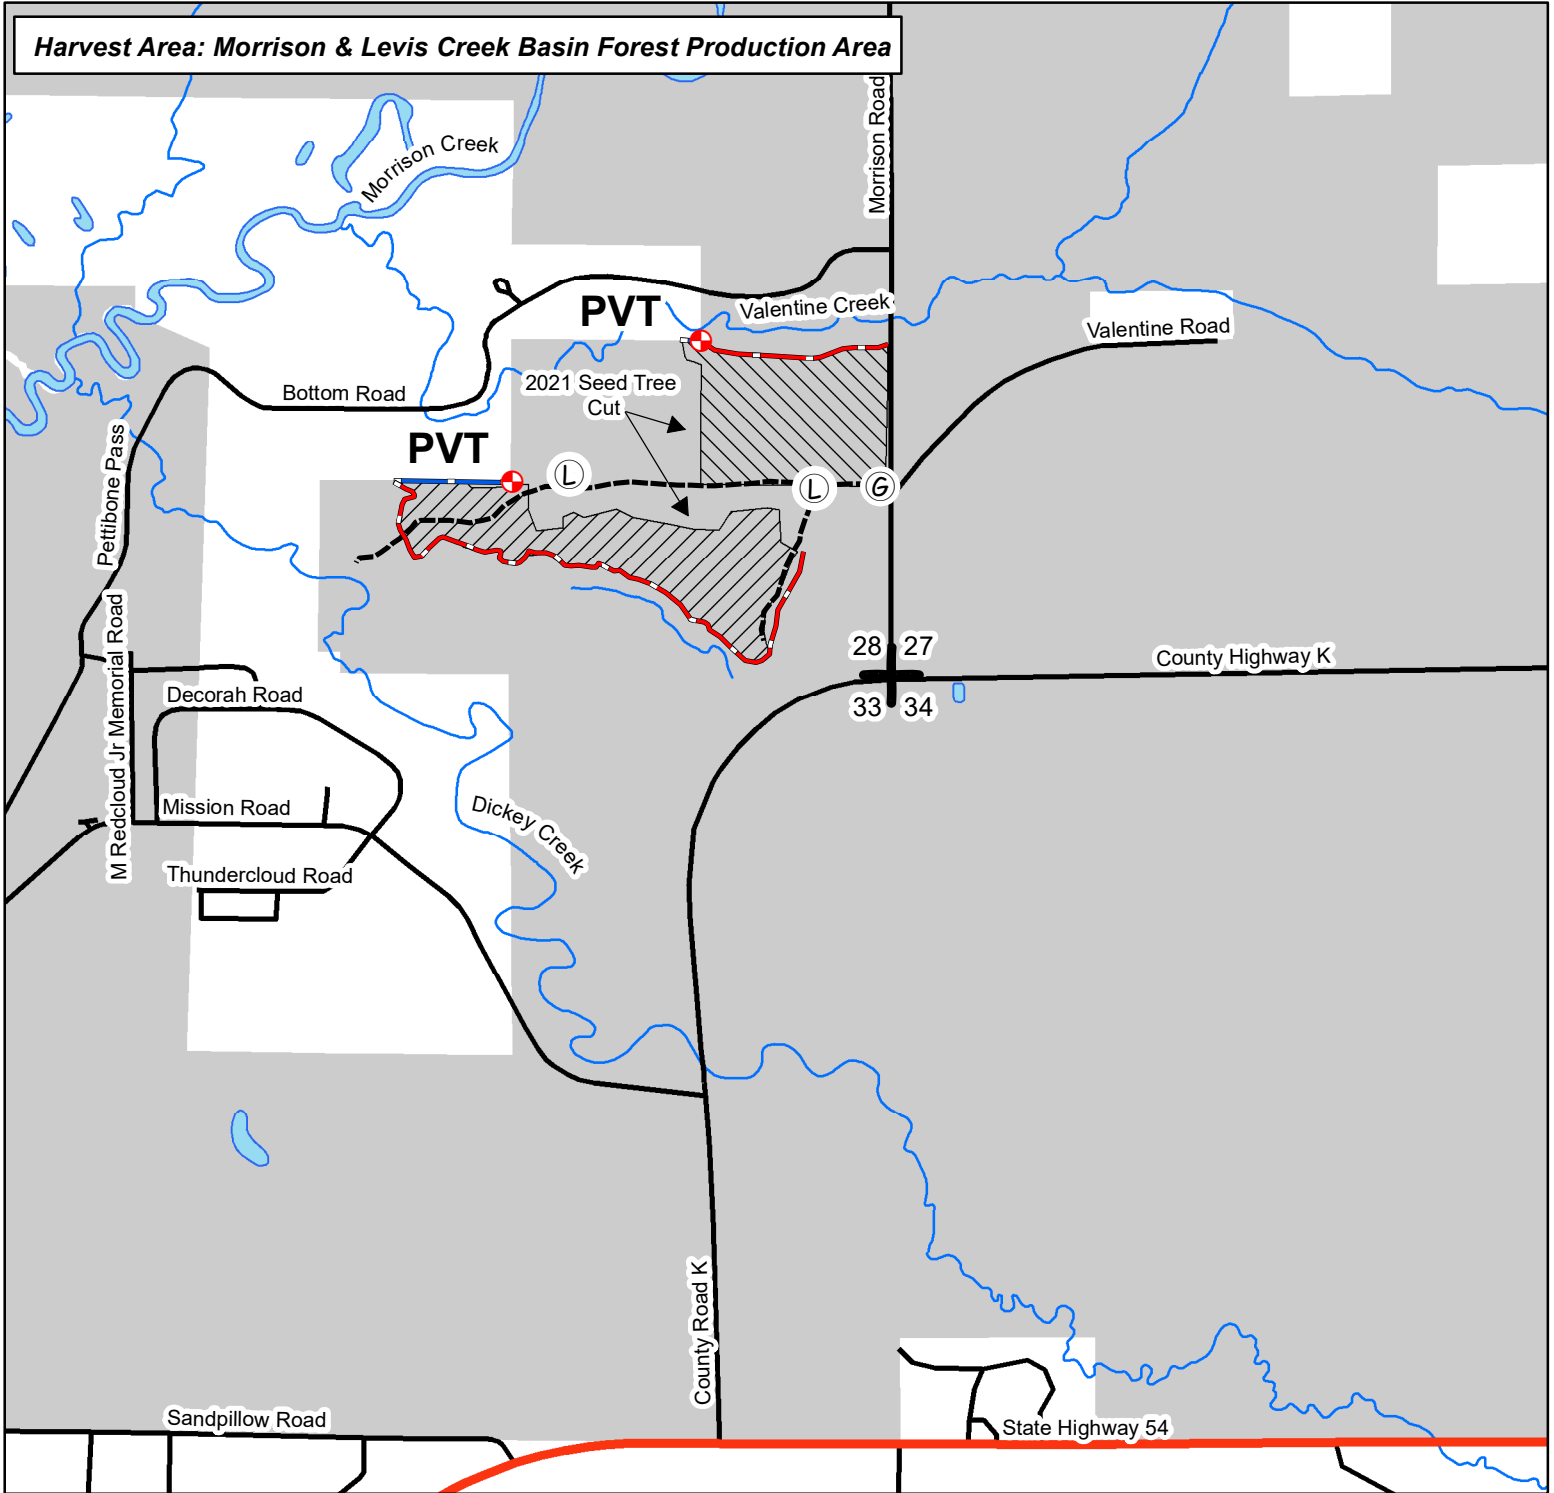 Harvest Area: Morrison & Levis Creek Basin Forest Production Area
Morrison Road
Morrison Creek
PVT
Valentine Creek
Valentine Road
2021 Seed Tree
Cut
Bottom Road
PVT
L
L
G
Pettibone Pass
28 27
33 34
County Highway K
M Redcloud Jr Memorial Road
Decorah Road
Mission Road
Dickey Creek
Thundercloud Road
County Road K
Sandpillow Road
State Highway 54